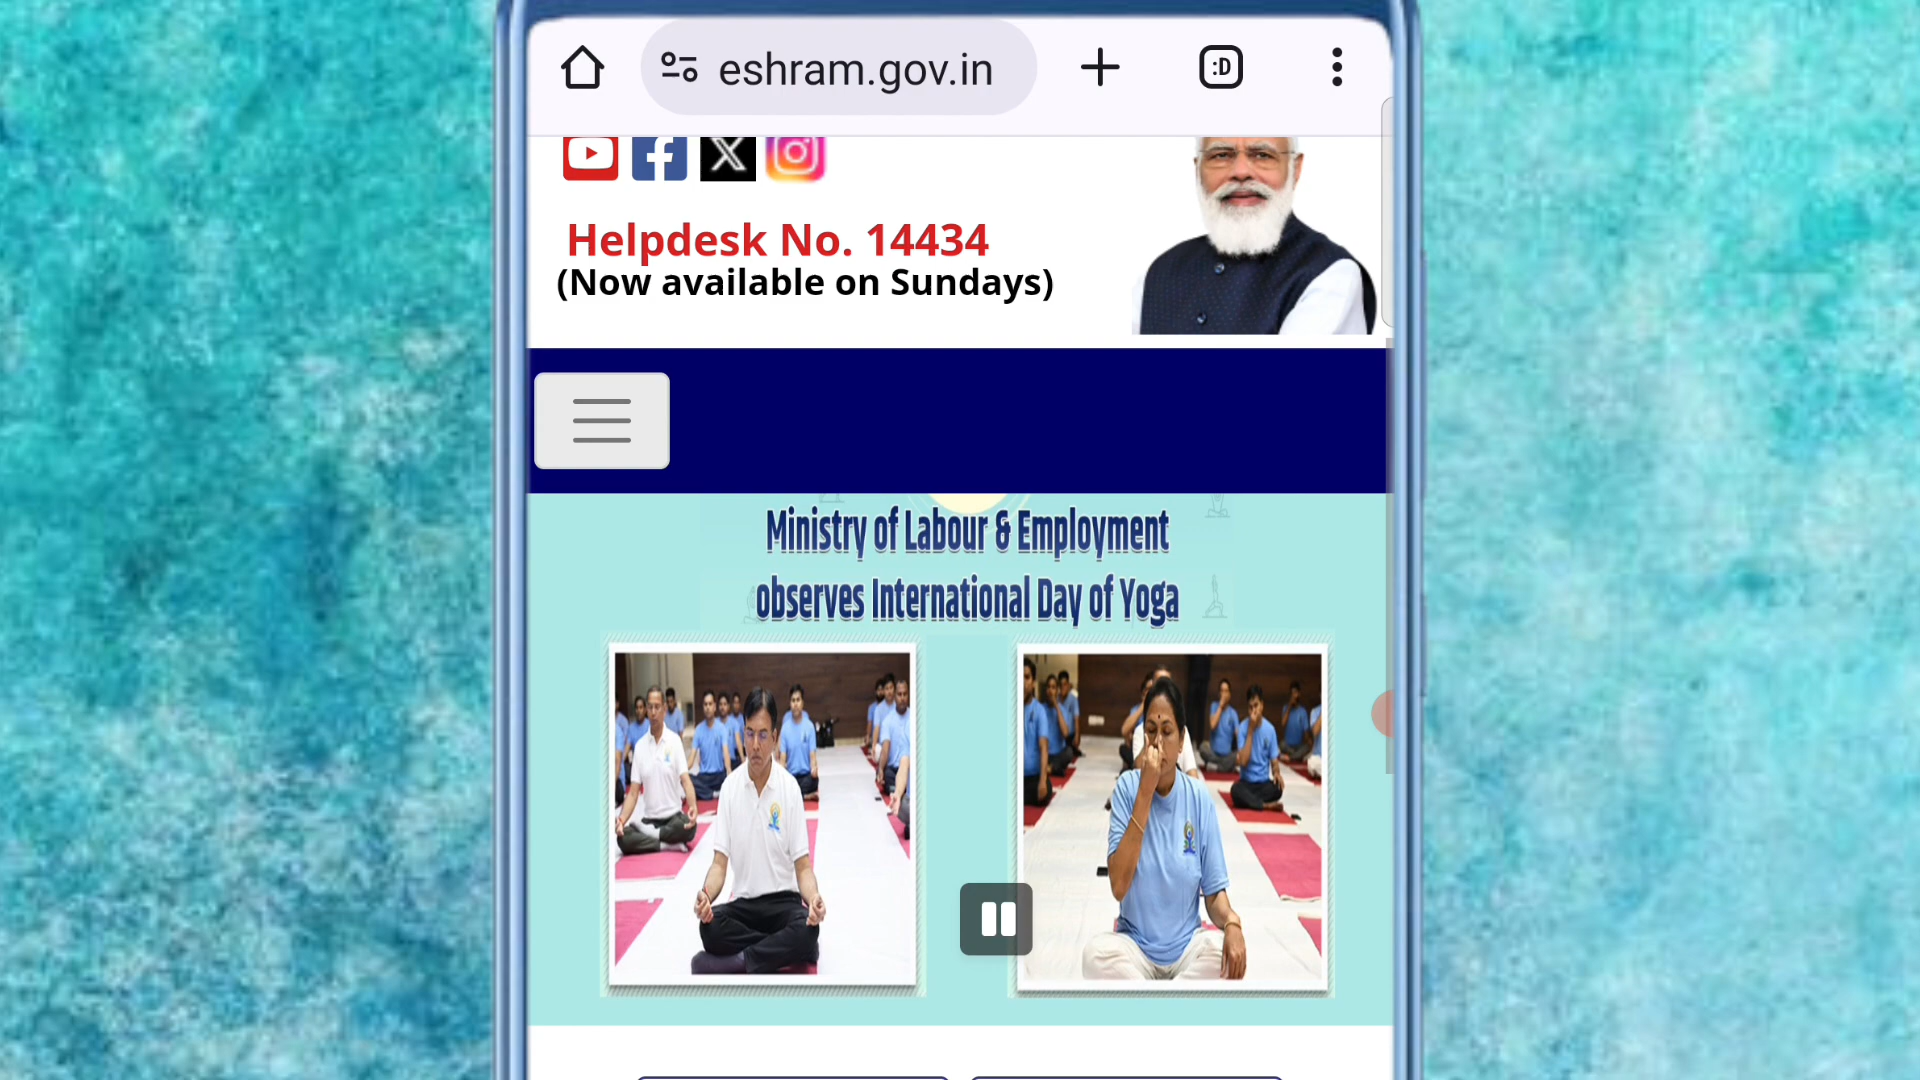 eshram.gov.in
:D
Helpdesk No. 14434
(Now available on Sundays)
Ministry of Labour & Employment
observes International Day of Yoga